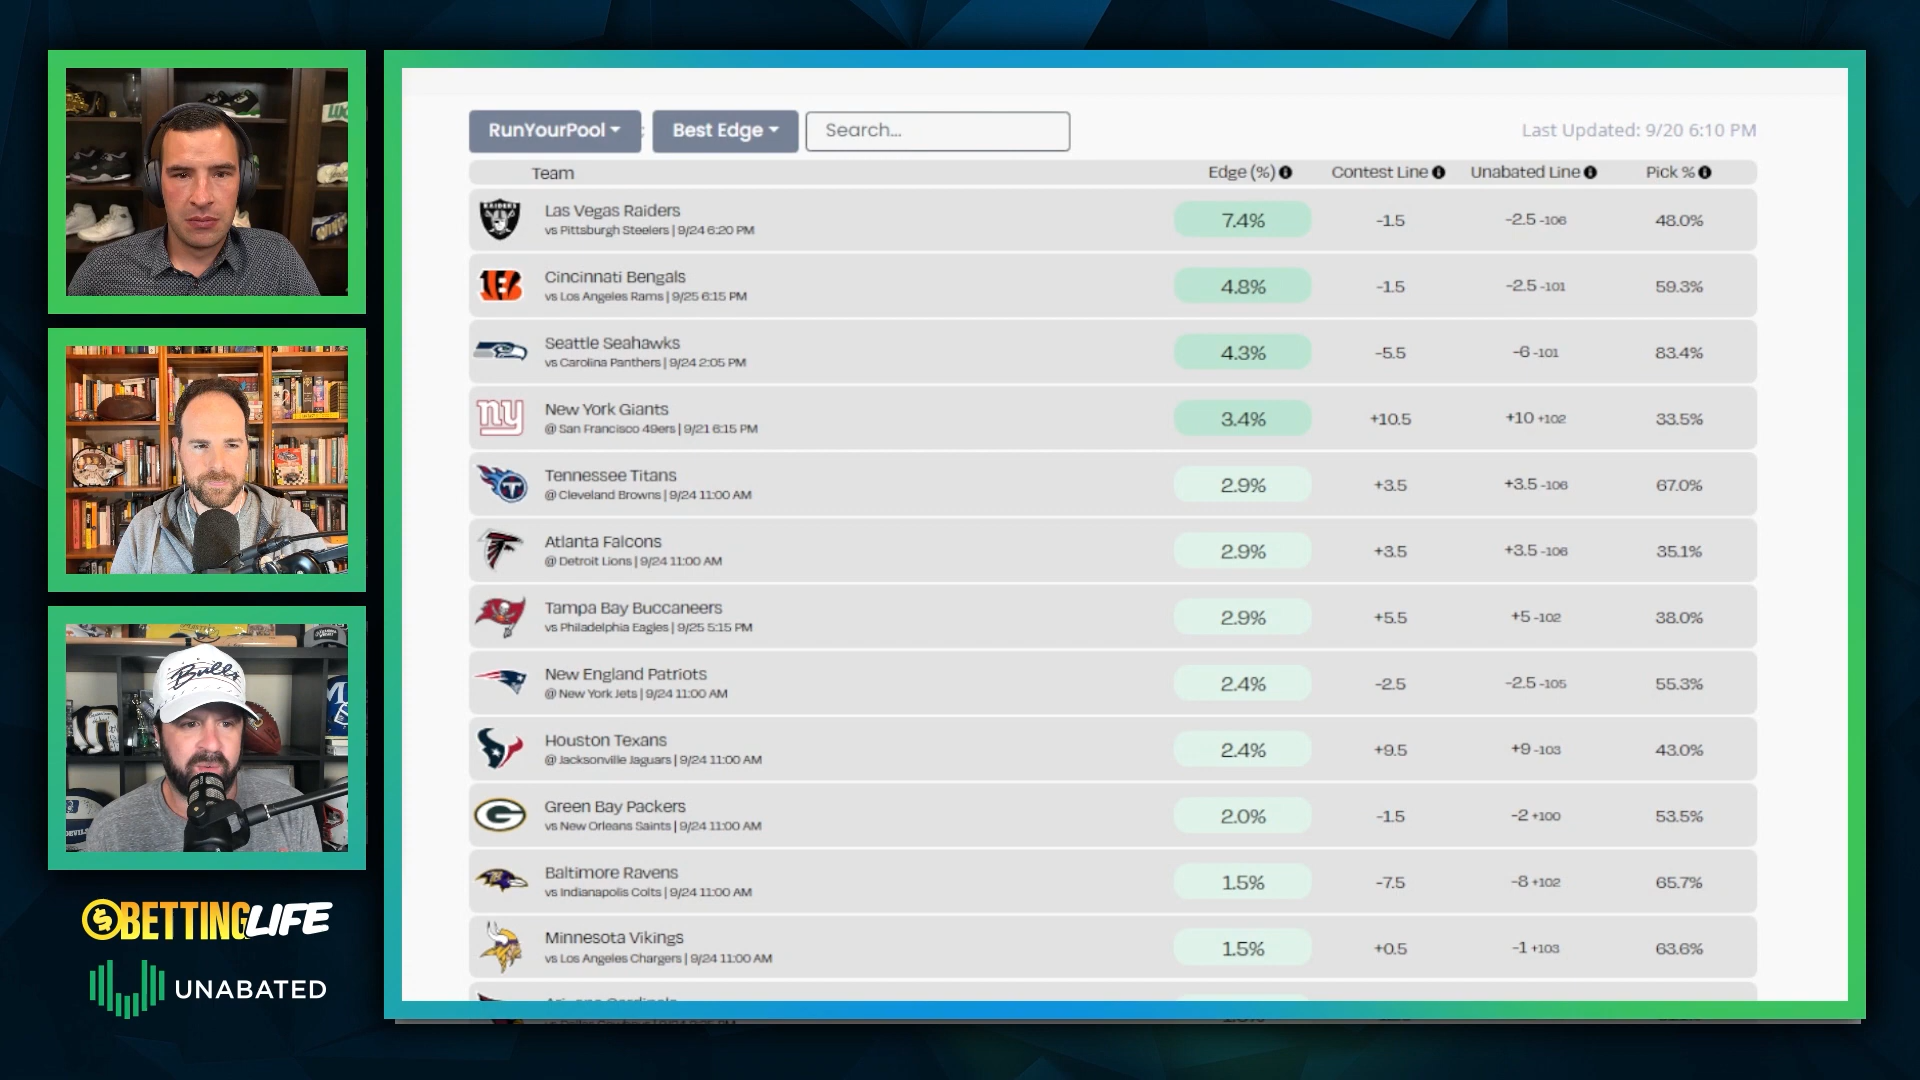 RunYourPool
Best Edge
Search...
Last Updated: 9/20 6:10 PM
Team Edge (%) Contest Line Unabated Line Pick %
Las Vegas Raiders
vs Pittsburgh Steelers | 9/24 6:20 PM
7.4% -1.5 -2.5 -106 48.0%
Cincinnati Bengals
vs Los Angeles Rams | 9/25 6:15 PM
4.8% -1.5 -2.5 -101 59.3%
Seattle Seahawks
vs Carolina Panthers | 9/24 2:05 PM
4.3% -5.5 -6 -101 83.4%
New York Giants
@ San Francisco 49ers | 9/21 6:15 PM
3.4% +10.5 +10 +102 33.5%
Tennessee Titans
@ Cleveland Browns | 9/24 11:00 AM
2.9% +3.5 +3.5 -106 67.0%
Atlanta Falcons
@ Detroit Lions | 9/24 11:00 AM
2.9% +3.5 +3.5 -106 35.1%
Tampa Bay Buccaneers
vs Philadelphia Eagles | 9/25 5:15 PM
2.9% +5.5 +5 -102 38.0%
New England Patriots
@ New York Jets | 9/24 11:00 AM
2.4% -2.5 -2.5 -105 55.3%
Houston Texans
@ Jacksonville Jaguars | 9/24 11:00 AM
2.4% +9.5 +9 -103 43.0%
Green Bay Packers
vs New Orleans Saints | 9/24 11:00 AM
2.0% -1.5 -2 +100 53.5%
Baltimore Ravens
vs Indianapolis Colts | 9/24 11:00 AM
1.5% -7.5 -8 +102 65.7%
Minnesota Vikings
vs Los Angeles Chargers | 9/24 11:00 AM
1.5% +0.5 -1 +103 63.6%
RAIDERS
ny
T
G
Bulls
BETTINGLIFE
UNABATED